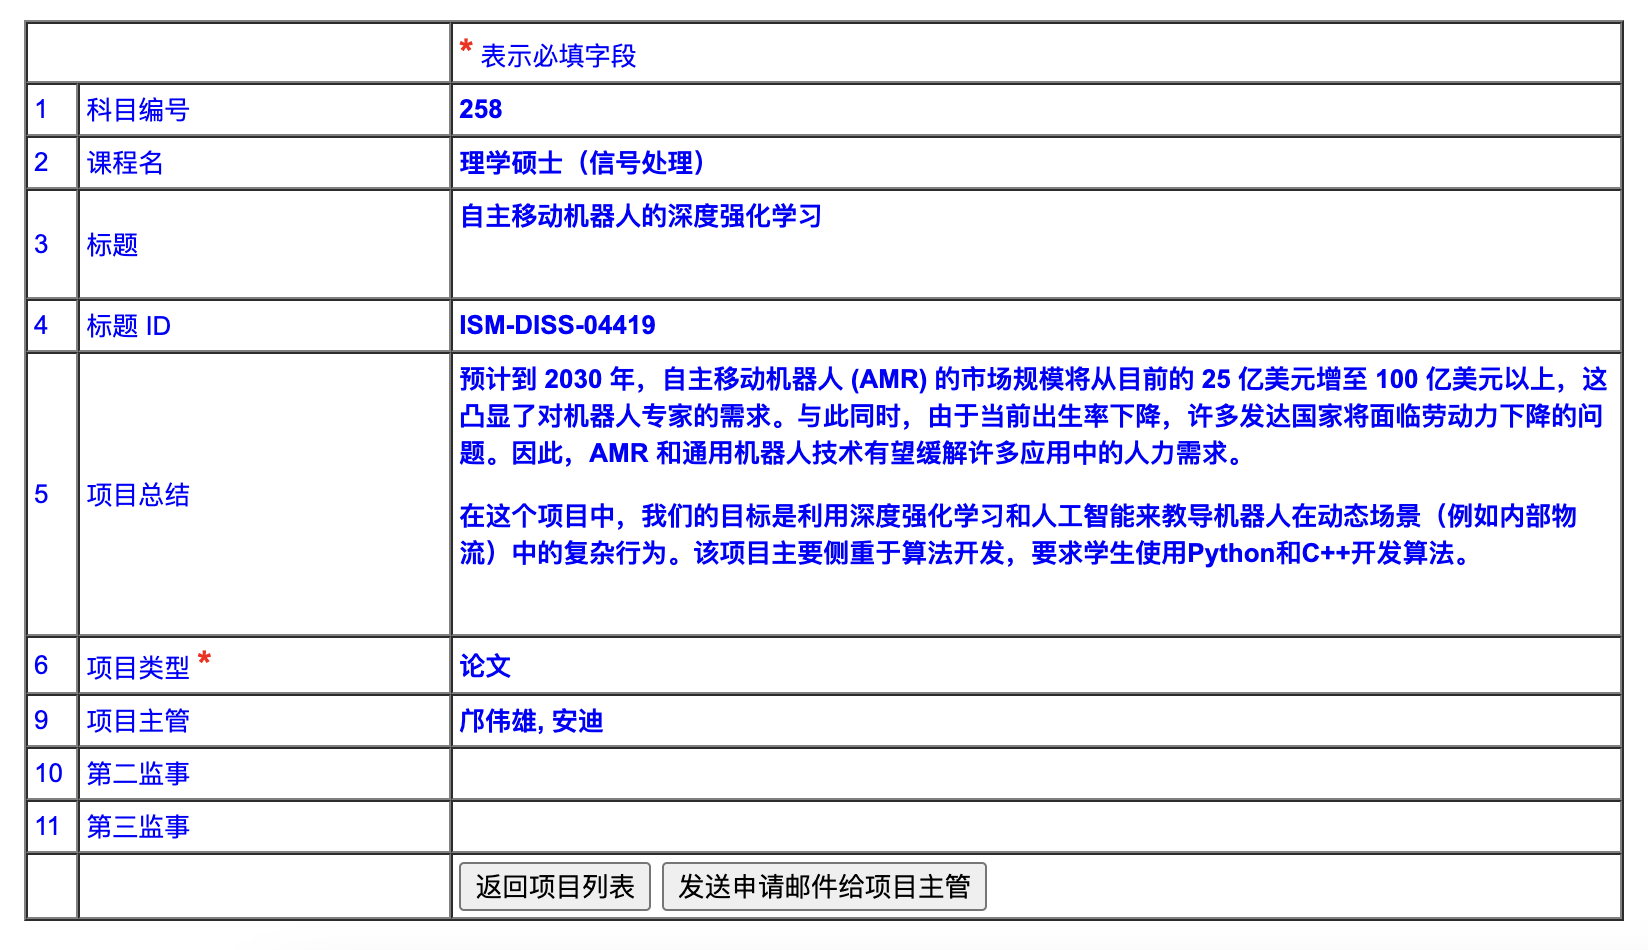 * 表示必填字段
1 科目编号 258
2 课程名 理学硕士（信号处理）
3 标题 自主移动机器人的深度强化学习
4 标题 ID ISM-DISS-04419
5 项目总结 预计到 2030 年，自主移动机器人 (AMR) 的市场规模将从目前的 25 亿美元增至 100 亿美元以上，这
凸显了对机器人专家的需求。与此同时，由于当前出生率下降，许多发达国家将面临劳动力下降的问
题。因此，AMR 和通用机器人技术有望缓解许多应用中的人力需求。
在这个项目中，我们的目标是利用深度强化学习和人工智能来教导机器人在动态场景（例如内部物
流）中的复杂行为。该项目主要侧重于算法开发，要求学生使用Python和C++开发算法。
6 项目类型 * 论文
9 项目主管 邝伟雄, 安迪
10 第二监事
11 第三监事
返回项目列表 发送申请邮件给项目主管